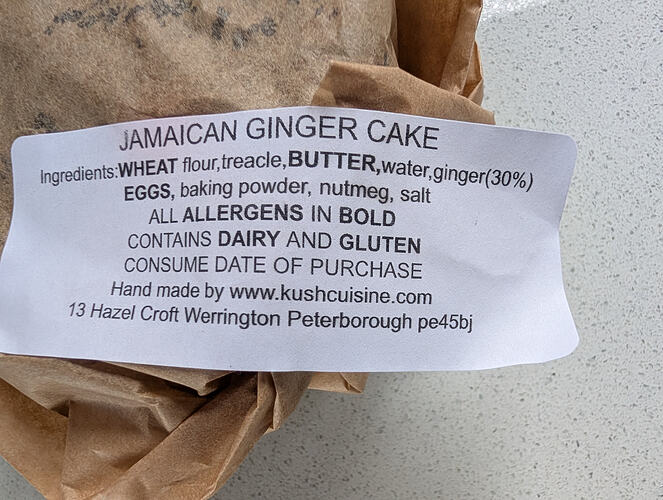 JAMAICAN GINGER CAKE
Ingredients:WHEAT flour,treacle,BUTTER,water,ginger(30%)
EGGS, baking powder, nutmeg, salt
ALL ALLERGENS IN BOLD
CONTAINS DAIRY AND GLUTEN
CONSUME DATE OF PURCHASE
Hand made by www.kushcuisine.com
13 Hazel Croft Werrington Peterborough pe45bj